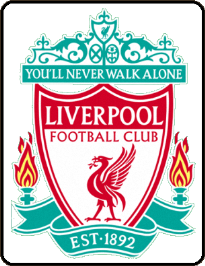 YOU'LL NEVER WALK ALONE
LIVERPOOL
FOOTBALL CLUB
EST·1892